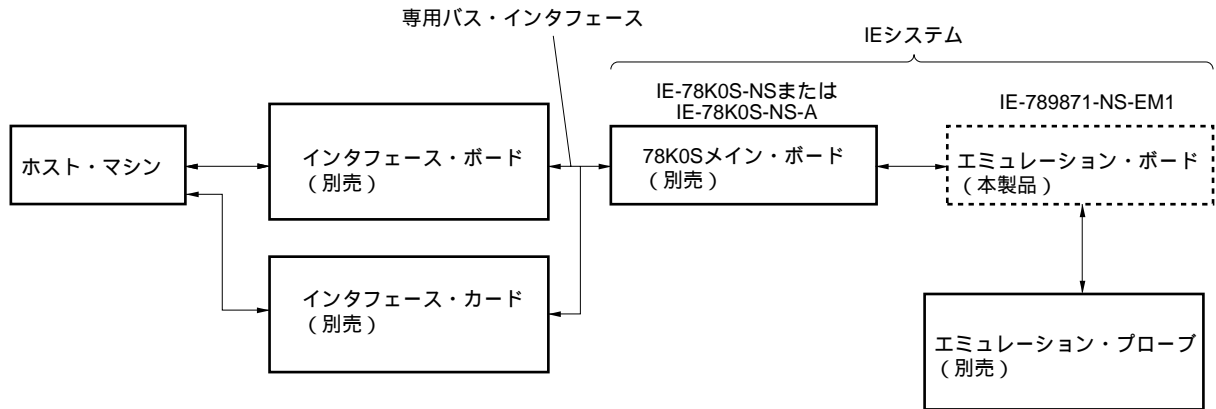 専用バス・インタフェース
IEシステム
IE-78K0S-NSまたは
IE-78K0S-NS-A
IE-789871-NS-EM1
ホスト・マシン
インタフェース・ボード
（別売）
78K0Sメイン・ボード
（別売）
エミュレーション・ボード
（本製品）
インタフェース・カード
（別売）
エミュレーション・プローブ
（別売）